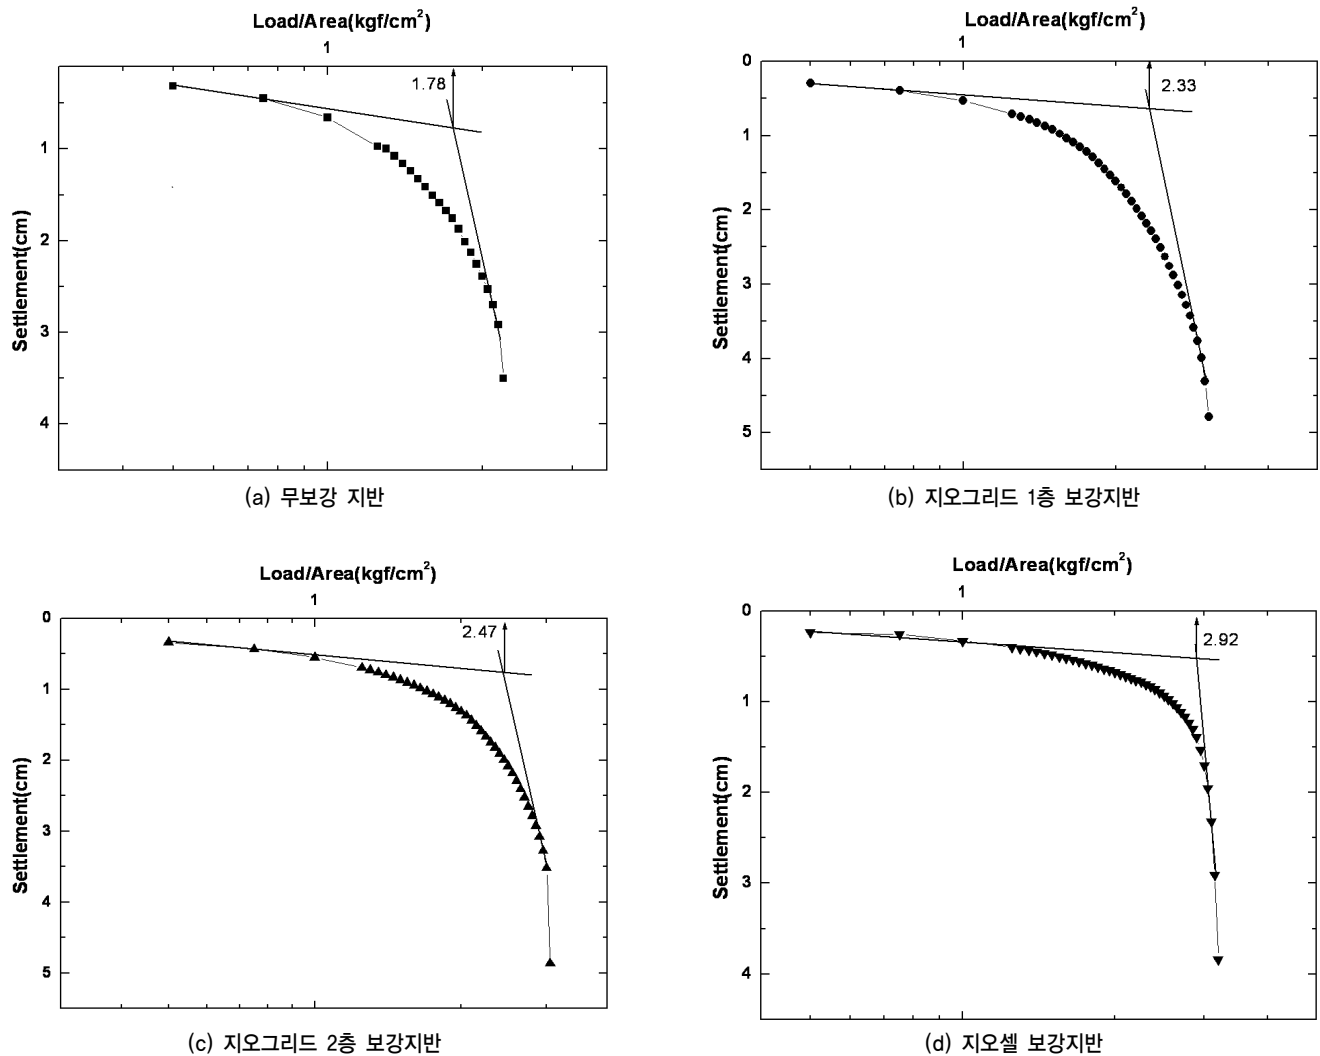 Load/Area(kgf/cm²)
1
1.78
1
2
3
4
Settlement(cm)
(a) 무보강 지반
Load/Area(kgf/cm²)
1
2.33
0
1
2
3
4
5
Settlement(cm)
(b) 지오그리드 1층 보강지반
Load/Area(kgf/cm²)
1
2.47
0
1
2
3
4
5
Settlement(cm)
(c) 지오그리드 2층 보강지반
Load/Area(kgf/cm²)
1
2.92
0
1
2
3
4
Settlement(cm)
(d) 지오셀 보강지반